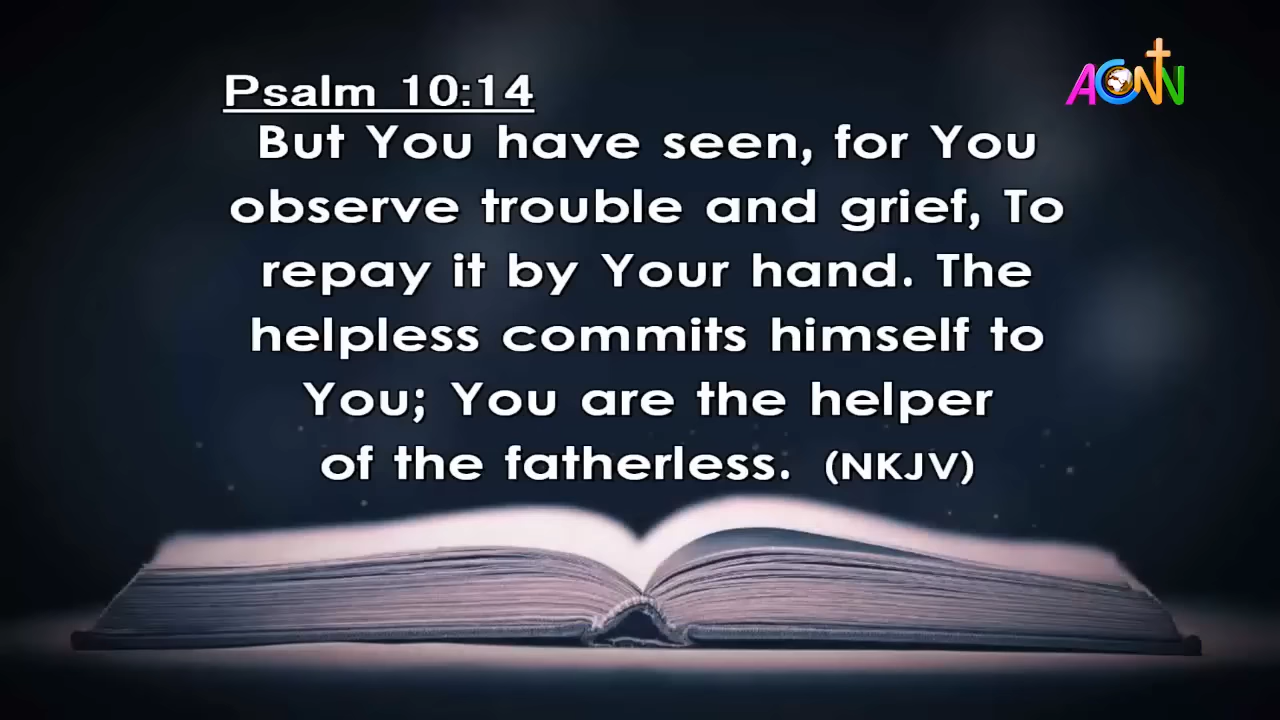 ACNN
Psalm 10:14
But You have seen, for You
observe trouble and grief, To
repay it by Your hand. The
helpless commits himself to
You; You are the helper
of the fatherless. (NKJV)